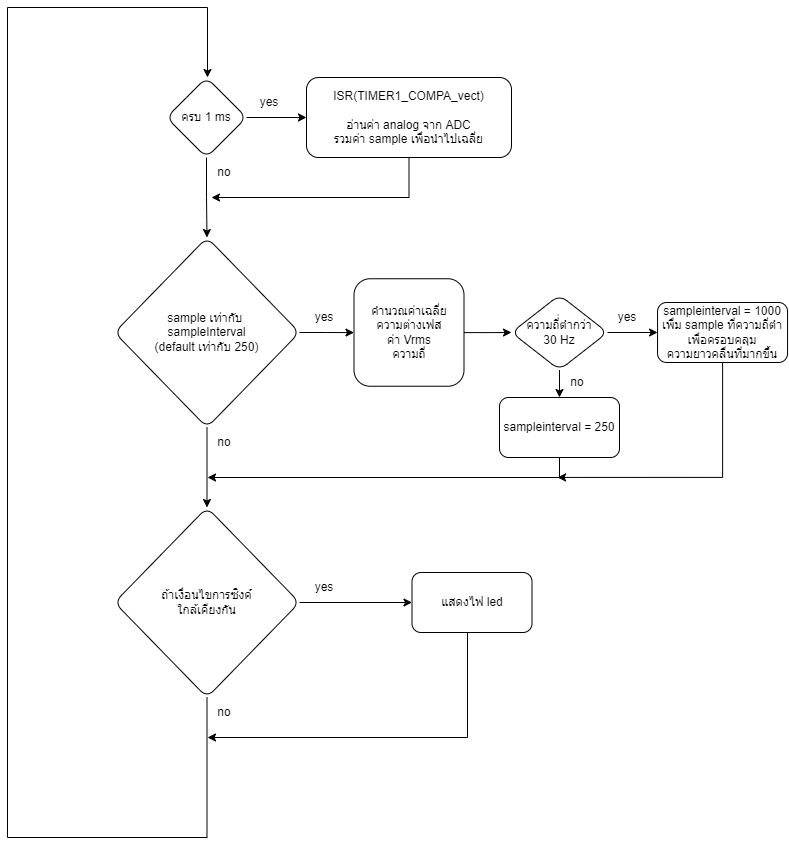 ครบ 1 ms
yes
ISR(TIMER1_COMPA_vect)
อ่านค่า analog จาก ADC
รวมค่า sample เพื่อนำไปเฉลี่ย
no
sample เท่ากับ
sampleInterval
(default เท่ากับ 250)
yes
คำนวณค่าเฉลี่ย
ความต่างเฟส
ค่า Vrms
ความถี่
ความถี่ต่ำกว่า
30 Hz
yes
sampleinterval = 1000
เพิ่ม sample ที่ความถี่ต่ำ
เพื่อครอบคลุม
ความยาวคลื่นที่มากขึ้น
no
sampleinterval = 250
no
ถ้าเงื่อนไขการซิงค์
ใกล้เคียงกัน
yes
แสดงไฟ led
no